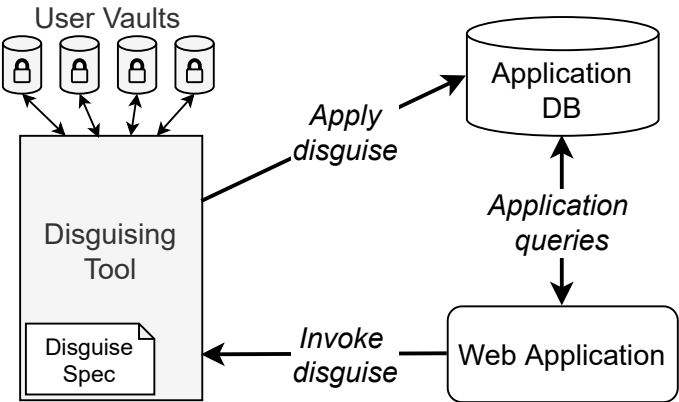 User Vaults
Application
DB
Apply
disguise
Application
queries
Disguising
Tool
Disguise
Spec
Invoke
disguise
Web Application